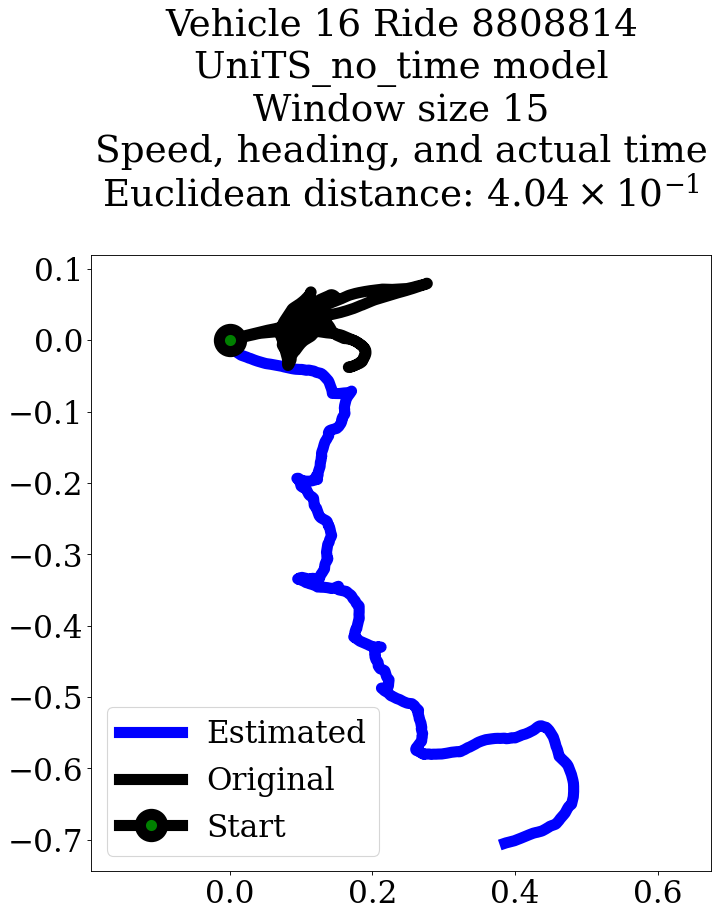 Vehicle 16 Ride 8808814
UniTS_no_time model
Window size 15
Speed, heading, and actual time
Euclidean distance: 4.04 × 10⁻¹
0.1
0.0
−0.1
−0.2
−0.3
−0.4
−0.5
−0.6
−0.7
Estimated
Original
Start
0.0 0.2 0.4 0.6